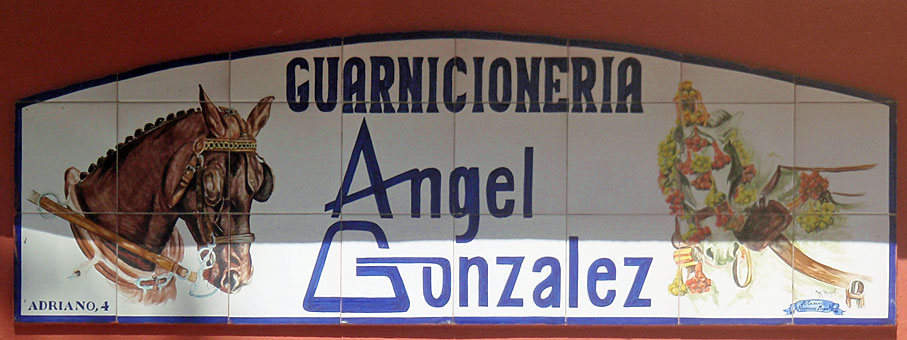 GUARNICIONERIA
Angel
Gonzalez
ADRIANO, 4